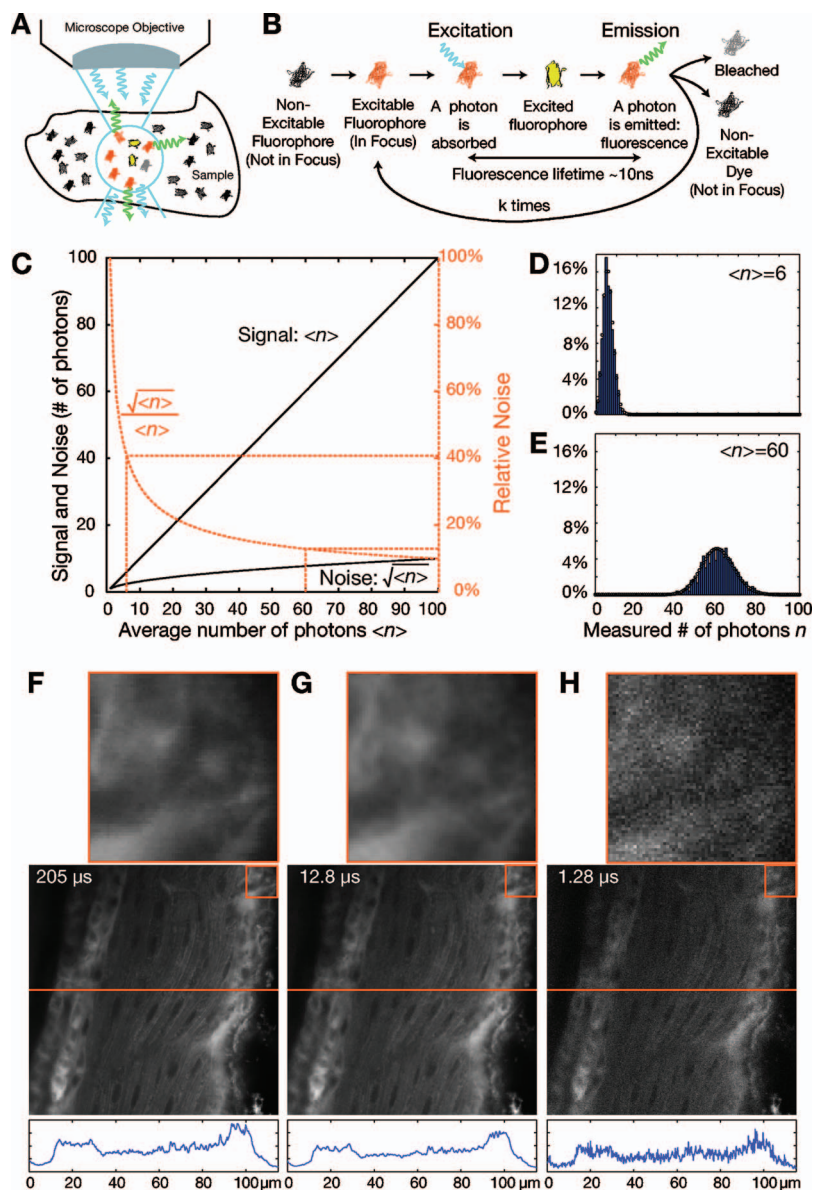 A
Microscope Objective
Sample
B
Excitation
Emission
Non-
Excitable
Fluorophore
(Not in Focus)
Excitable
Fluorophore
(In Focus)
A photon
is
absorbed
Excited
fluorophore
A photon
is emitted:
fluorescence
Bleached
Non-
Excitable
Dye
(Not in Focus)
Fluorescence lifetime ~10ns
k times
C
Signal and Noise (# of photons)
100
80
60
40
20
0
Signal: <n>
√<n>
<n>
Noise: √<n>
100%
80%
60%
40%
20%
0%
Relative Noise
0 10 20 30 40 50 60 70 80 90 100
Average number of photons <n>
D
16%
12%
8%
4%
0%
<n>=6
E
16%
12%
8%
4%
0%
<n>=60
0 20 40 60 80 100
Measured # of photons n
F
205 µs
0 20 40 60 80 100µm
G
12.8 µs
0 20 40 60 80 100µm
H
1.28 µs
0 20 40 60 80 100µm